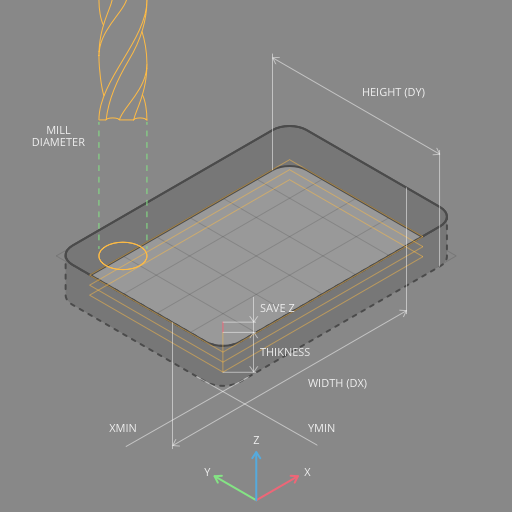 HEIGHT (DY)
MILL
DIAMETER
SAVE Z
THIKNESS
WIDTH (DX)
XMIN
YMIN
Z
Y
X